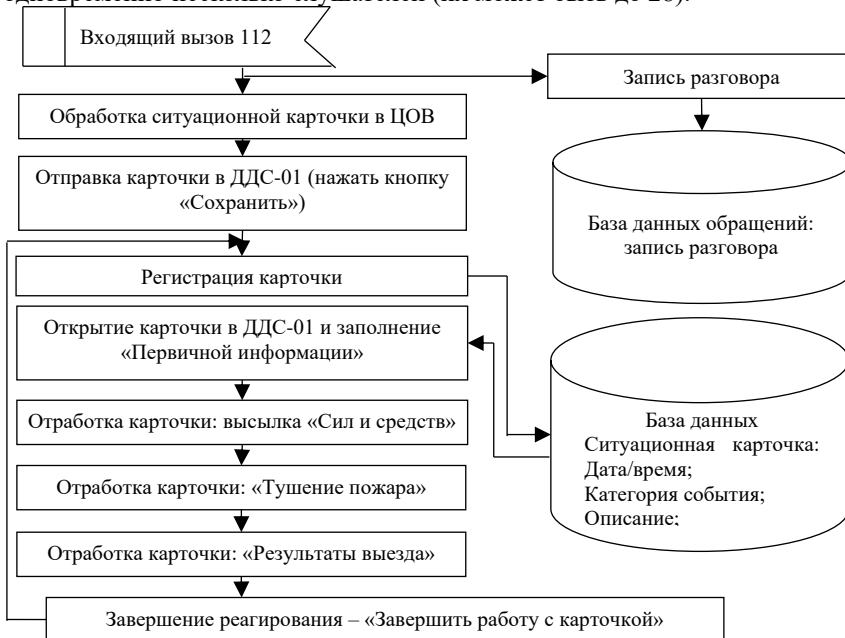 Входящий вызов 112
Запись разговора
Обработка ситуационной карточки в ЦОВ
Отправка карточки в ДДС-01 (нажать кнопку
«Сохранить»)
База данных обращений:
запись разговора
Регистрация карточки
Открытие карточки в ДДС-01 и заполнение
«Первичной информации»
База данных
Ситуационная карточка:
Дата/время;
Категория события;
Описание;
Отработка карточки: высылка «Сил и средств»
Отработка карточки: «Тушение пожара»
Отработка карточки: «Результаты выезда»
Завершение реагирования – «Завершить работу с карточкой»